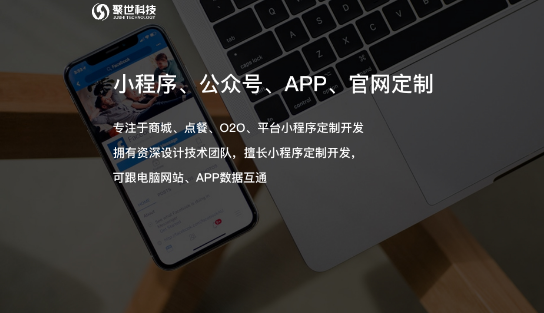 聚世科技
JUSHI TECHNOLOGY
小程序、公众号、APP、官网定制
专注于商城、点餐、O2O、平台小程序定制开发
拥有资深设计技术团队，擅长小程序定制开发，
可跟电脑网站、APP数据互通